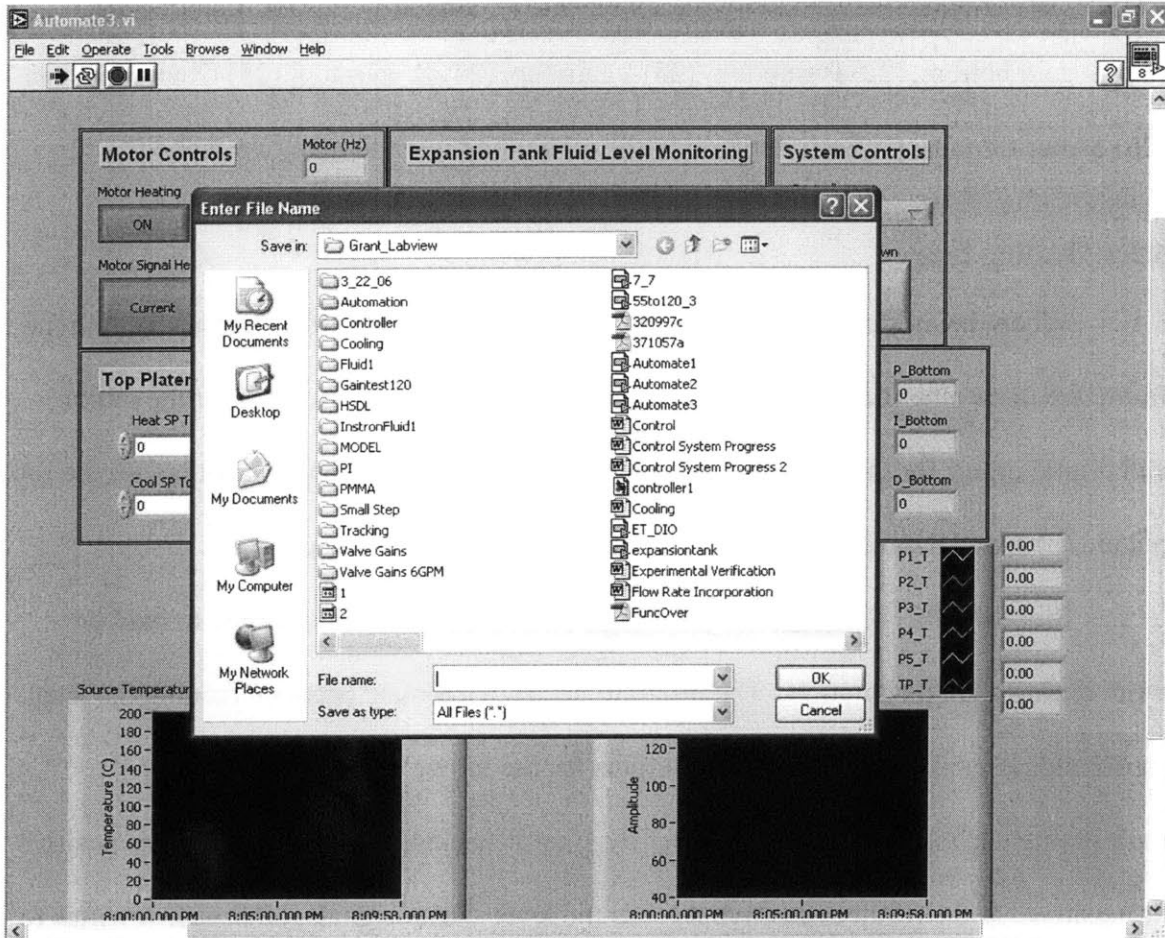 Automate3.vi
File Edit Operate Tools Browse Window Help
8
Motor Controls
Motor (Hz)
0
Expansion Tank Fluid Level Monitoring
System Controls
Motor Heating
ON
Motor Signal He
Current
wn
Enter File Name
Save in:
Grant_Labview
My Recent Documents
Desktop
My Documents
My Computer
My Network Places
3_22_06
Automation
Controller
Cooling
Fluid1
Gaintest120
HSDL
InstronFluid1
MODEL
PI
PMMA
Small Step
Tracking
Valve Gains
Valve Gains 6GPM
1
2
7_7
55to120_3
320997c
371057a
Automate1
Automate2
Automate3
Control
Control System Progress
Control System Progress 2
controller1
Cooling
ET_DIO
expansiontank
Experimental Verification
Flow Rate Incorporation
FuncOver
File name:
OK
Save as type:
All Files (*.*)
Cancel
Top Platen
Heat SP T
0
Cool SP To
0
P_Bottom
0
I_Bottom
0
D_Bottom
0
P1_T 0.00
P2_T 0.00
P3_T 0.00
P4_T 0.00
P5_T 0.00
TP_T 0.00
Source Temperatur
Temperature (C)
200
180
160
140
120
100
80
60
40
20
0
8:00:00.000 PM 8:05:00.000 PM 8:09:58.000 PM
Amplitude
120
100
80
60
40
8:00:00.000 PM 8:05:00.000 PM 8:09:58.000 PM